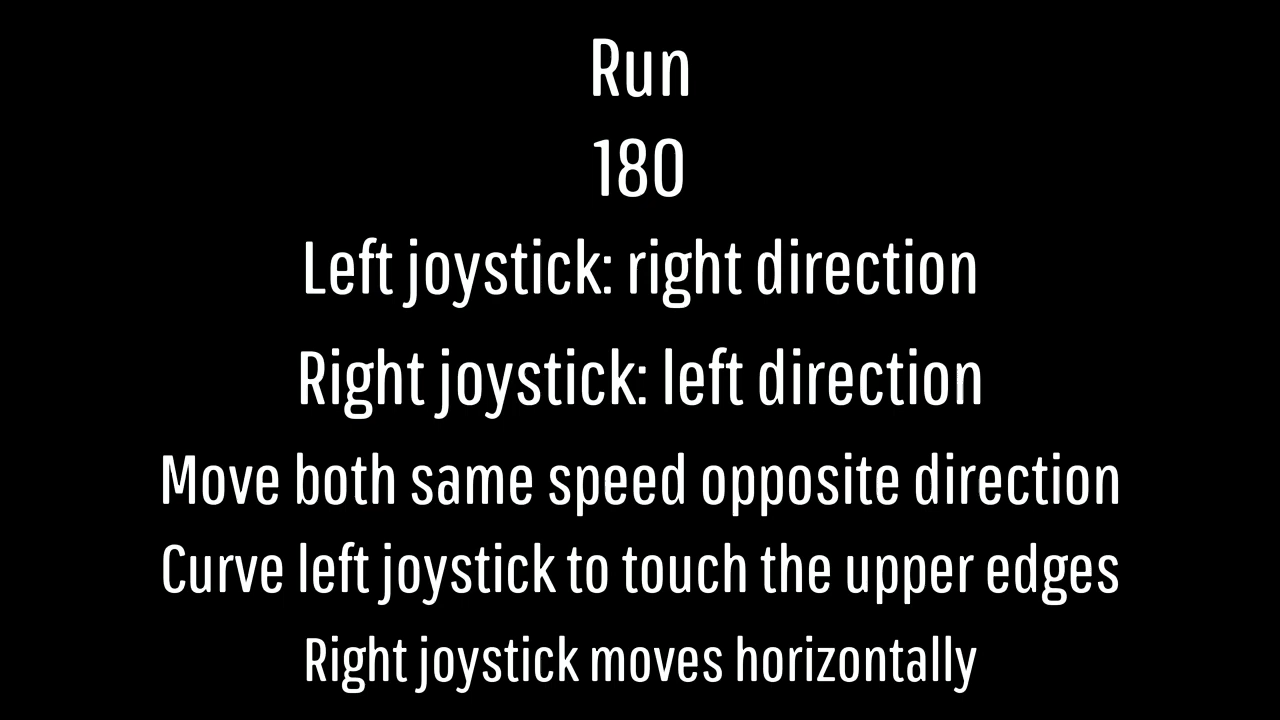 Run
180
Left joystick: right direction
Right joystick: left direction
Move both same speed opposite direction
Curve left joystick to touch the upper edges
Right joystick moves horizontally